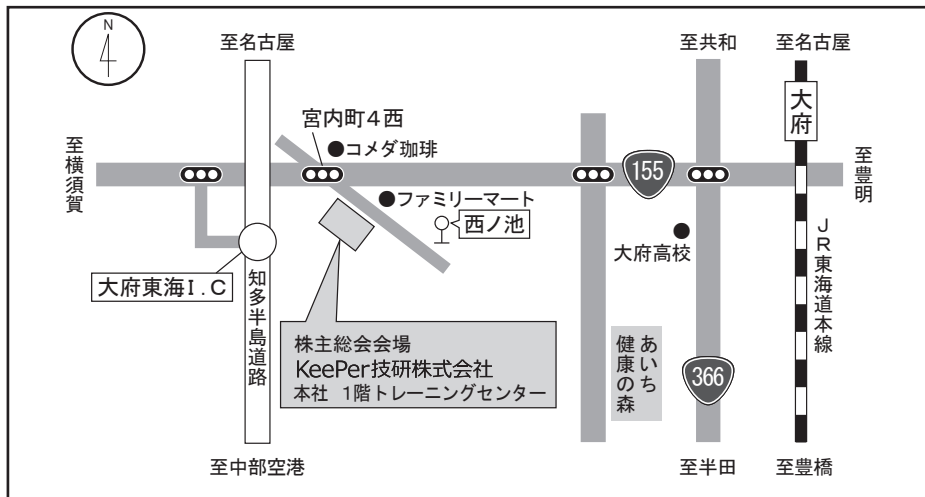 N
至名古屋
至共和
至名古屋
大府
宮内町4西
コメダ珈琲
至横須賀
155
至豊明
ファミリーマート
西ノ池
大府高校
JR東海道本線
大府東海I.C
知多半島道路
株主総会会場
KeePer技研株式会社
本社 1階トレーニングセンター
あいち
健康の森
366
至中部空港
至半田
至豊橋